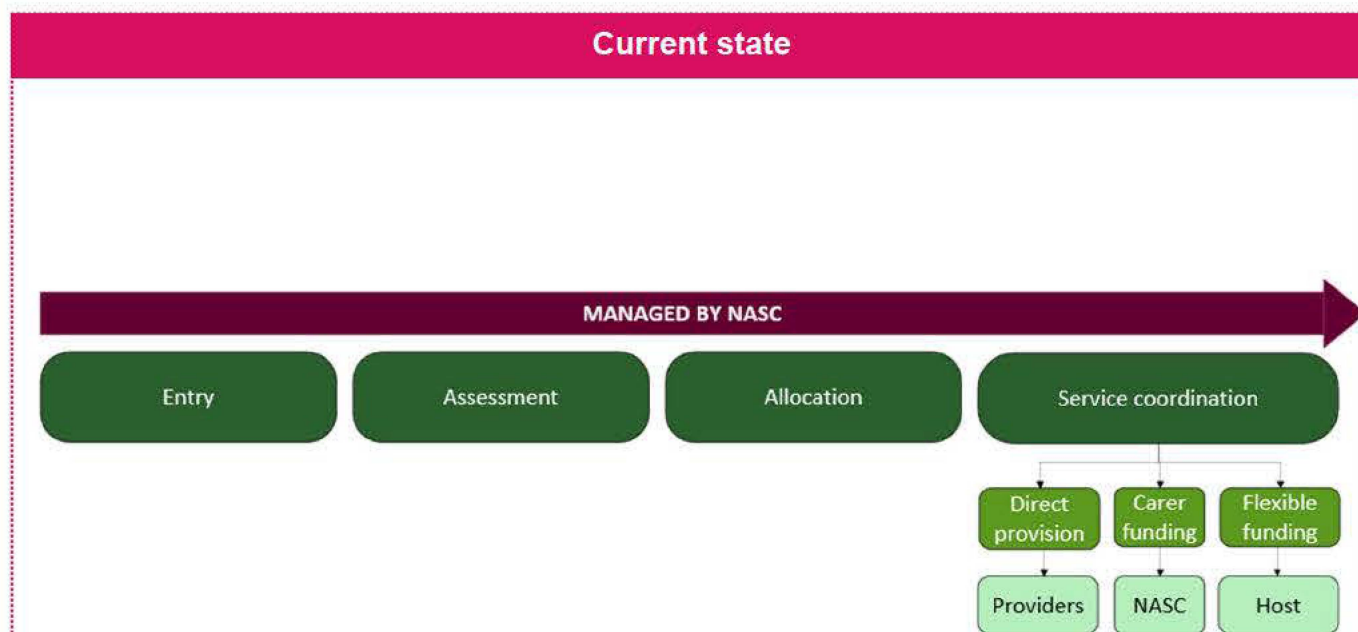 Current state
MANAGED BY NASC
Entry
Assessment
Allocation
Service coordination
Direct
provision
Carer
funding
Flexible
funding
Providers
NASC
Host